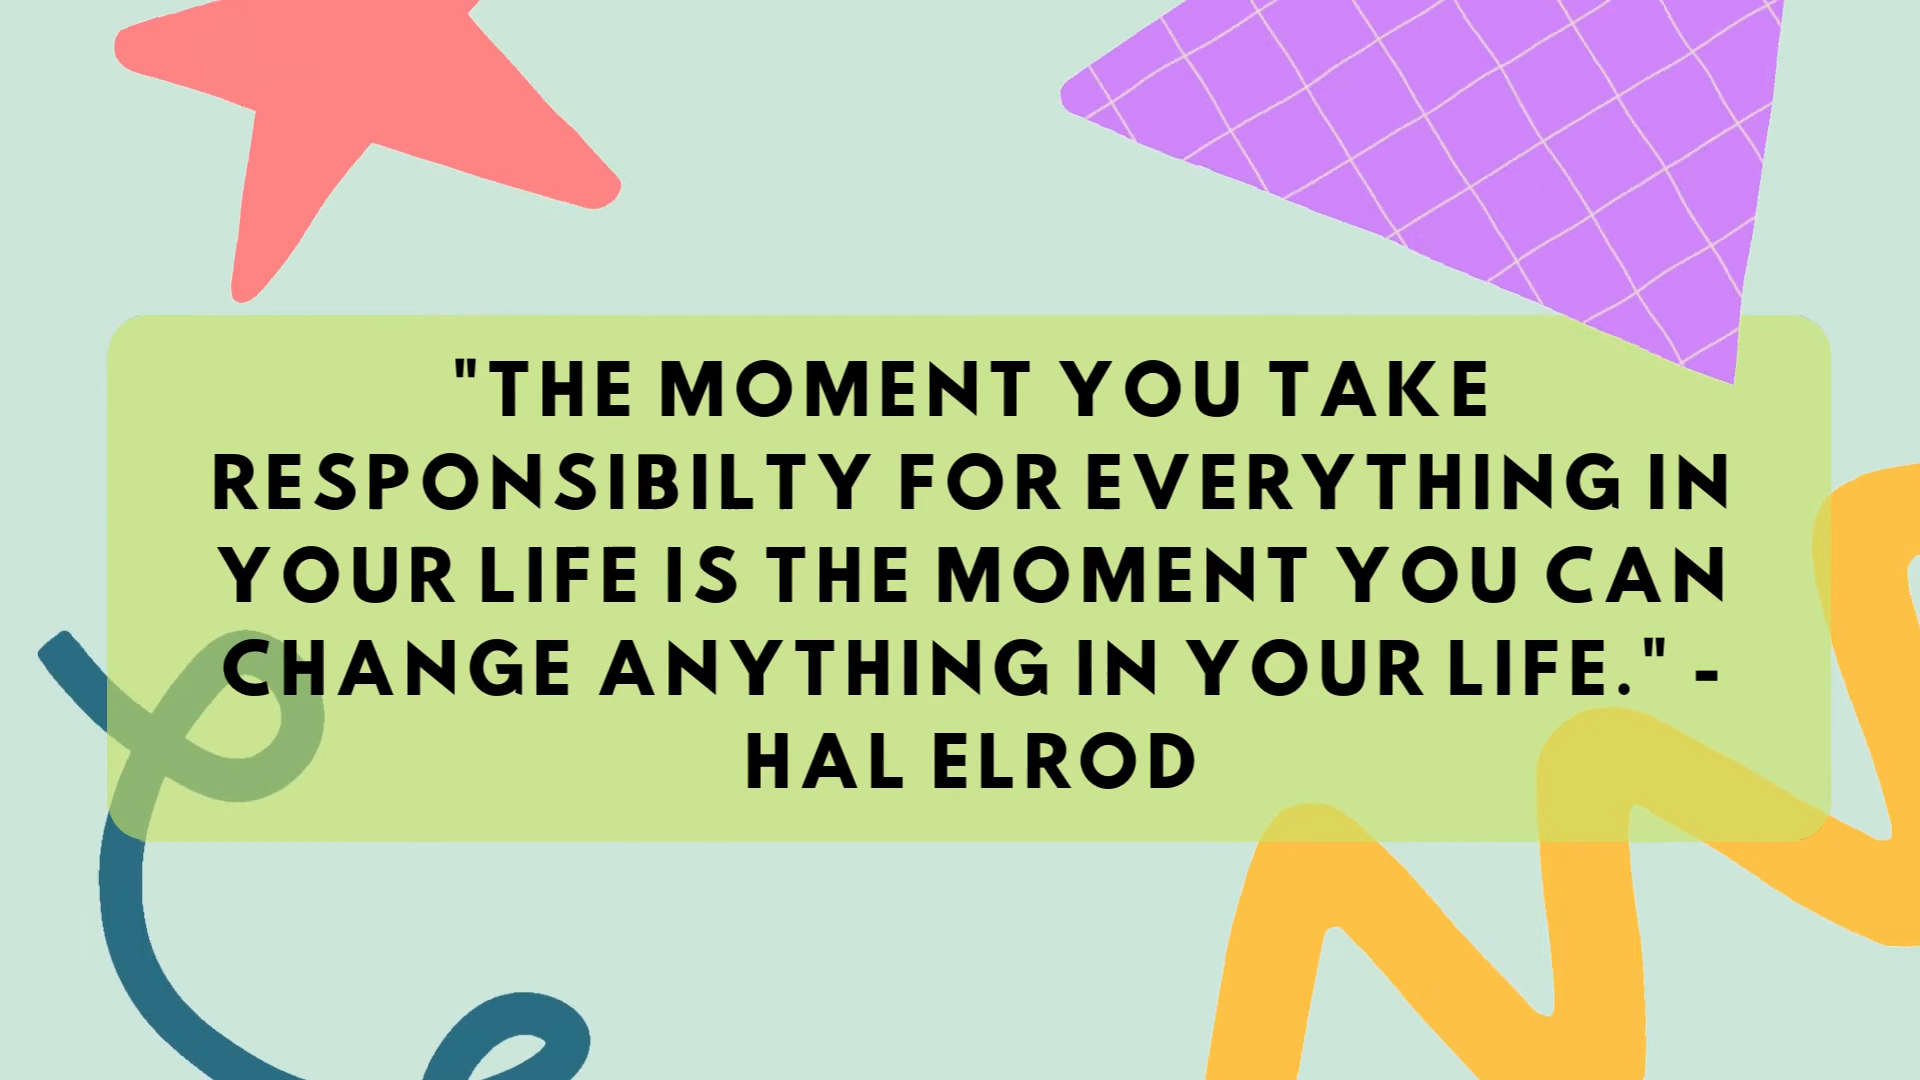 "THE MOMENT YOU TAKE
RESPONSIBILTY FOR EVERYTHING IN
YOUR LIFE IS THE MOMENT YOU CAN
CHANGE ANYTHING IN YOUR LIFE." -
HAL ELROD